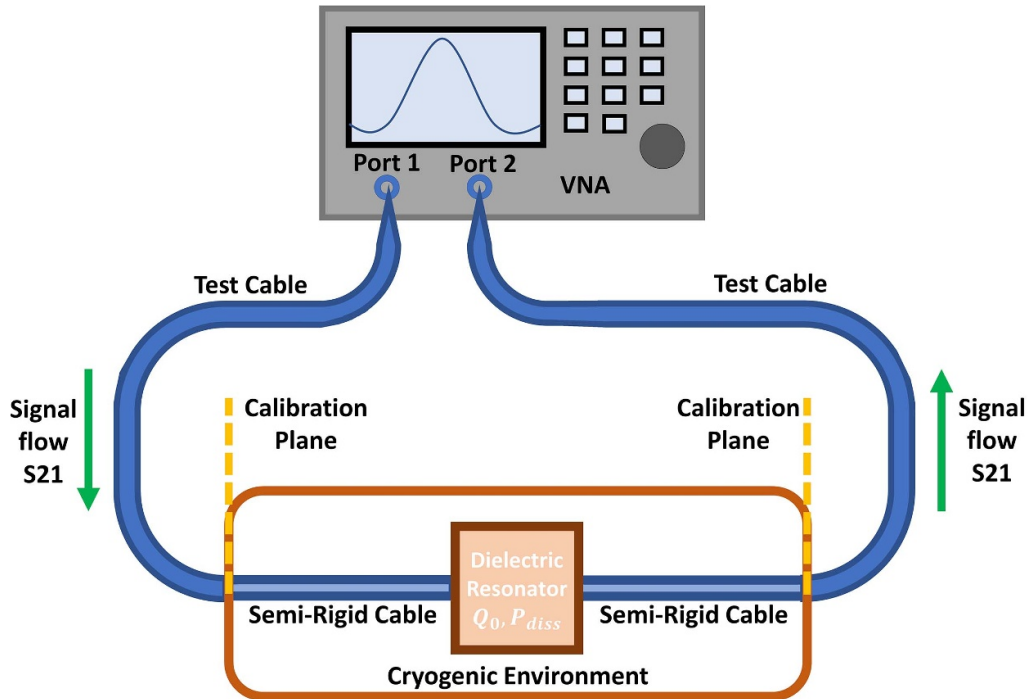 Port 1
Port 2
VNA
Test Cable
Test Cable
Signal
flow
S21
Calibration
Plane
Calibration
Plane
Signal
flow
S21
Dielectric
Resonator
Q₀, P_diss
Semi-Rigid Cable
Semi-Rigid Cable
Cryogenic Environment